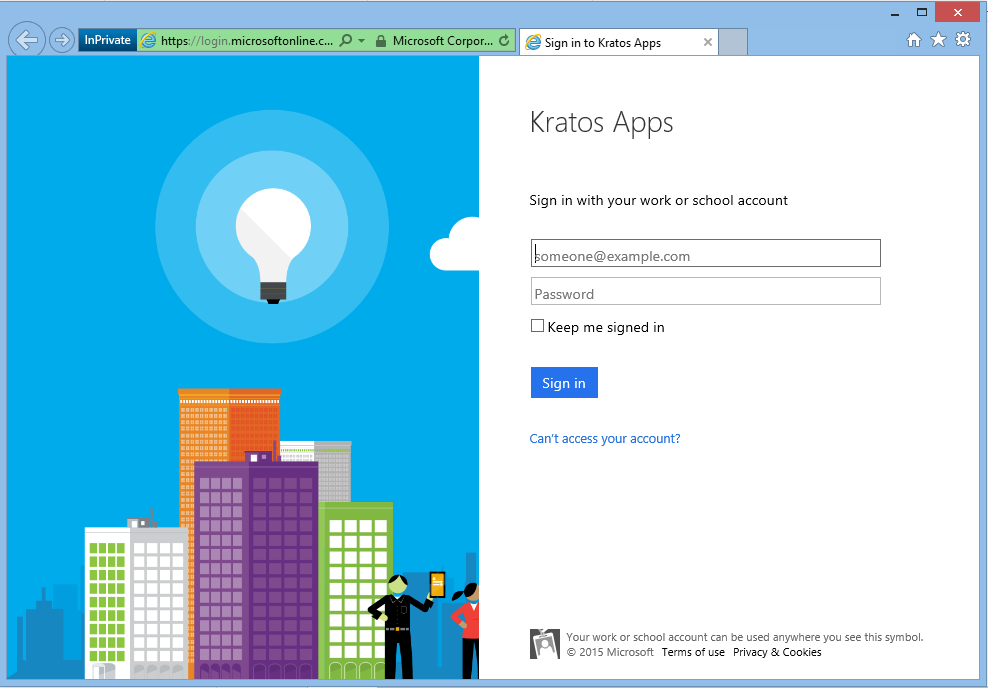 InPrivate
https://login.microsoftonline.c...
Microsoft Corpor...
Sign in to Kratos Apps
Kratos Apps
Sign in with your work or school account
someone@example.com
Password
Keep me signed in
Sign in
Can't access your account?
Your work or school account can be used anywhere you see this symbol.
© 2015 Microsoft Terms of use Privacy & Cookies